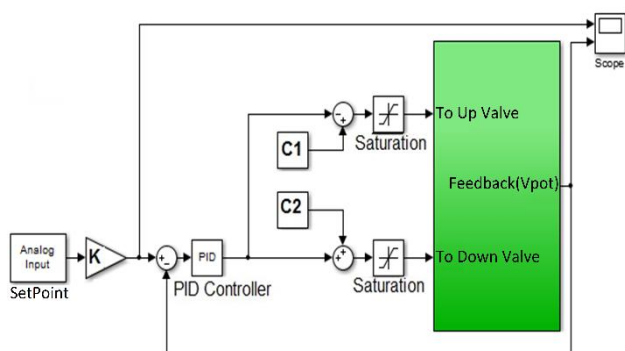 Scope
To Up Valve
Saturation
C1
Feedback(Vpot)
C2
Analog
Input
K
PID
To Down Valve
SetPoint
PID Controller
Saturation